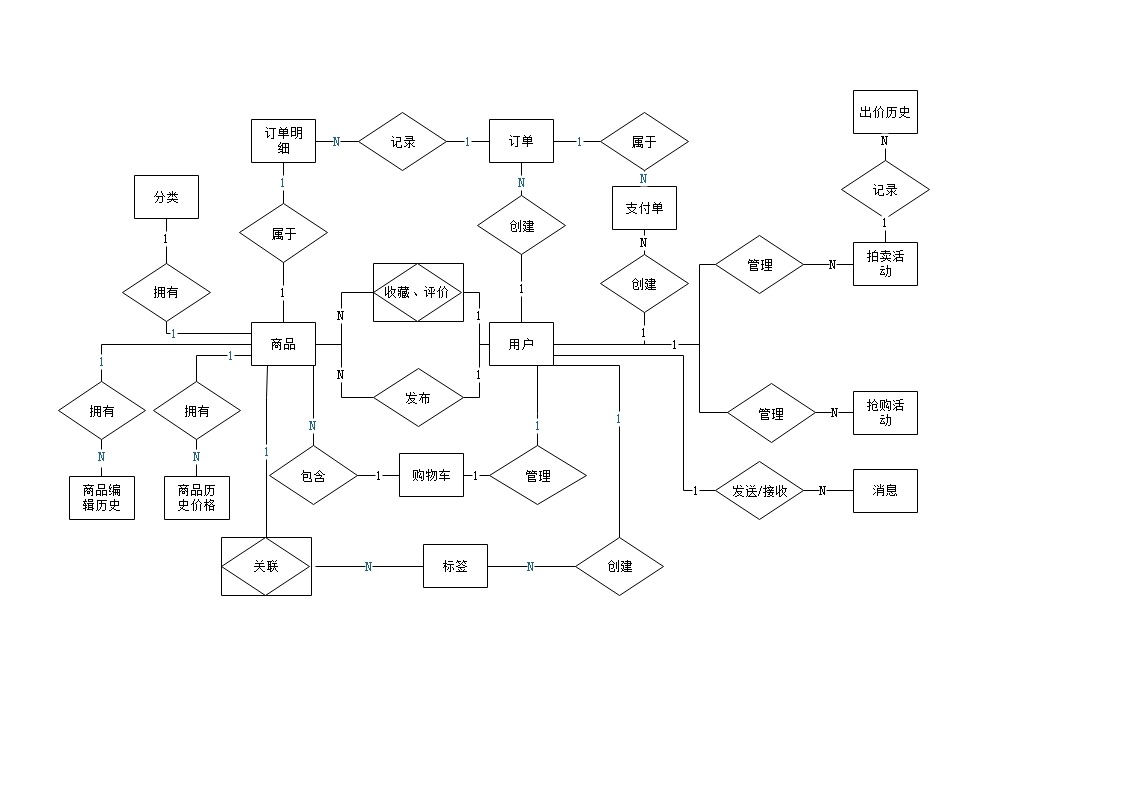 出价历史
N
订单明
细
N
记录
1
订单
1
属于
记录
分类
1
N
N
支付单
创建
1
属于
N
1
拍卖活
动
1
管理
N
拥有
1
1
创建
1
收藏、评价
N
1
1
1
商品
用户
1
1
1
N
1
发布
拥有
拥有
管理
N
抢购活
动
N
1
1
N
N
1
包含
1
购物车
1
管理
商品编
辑历史
商品历
史价格
1
发送/接收
N
消息
关联
N
标签
N
创建